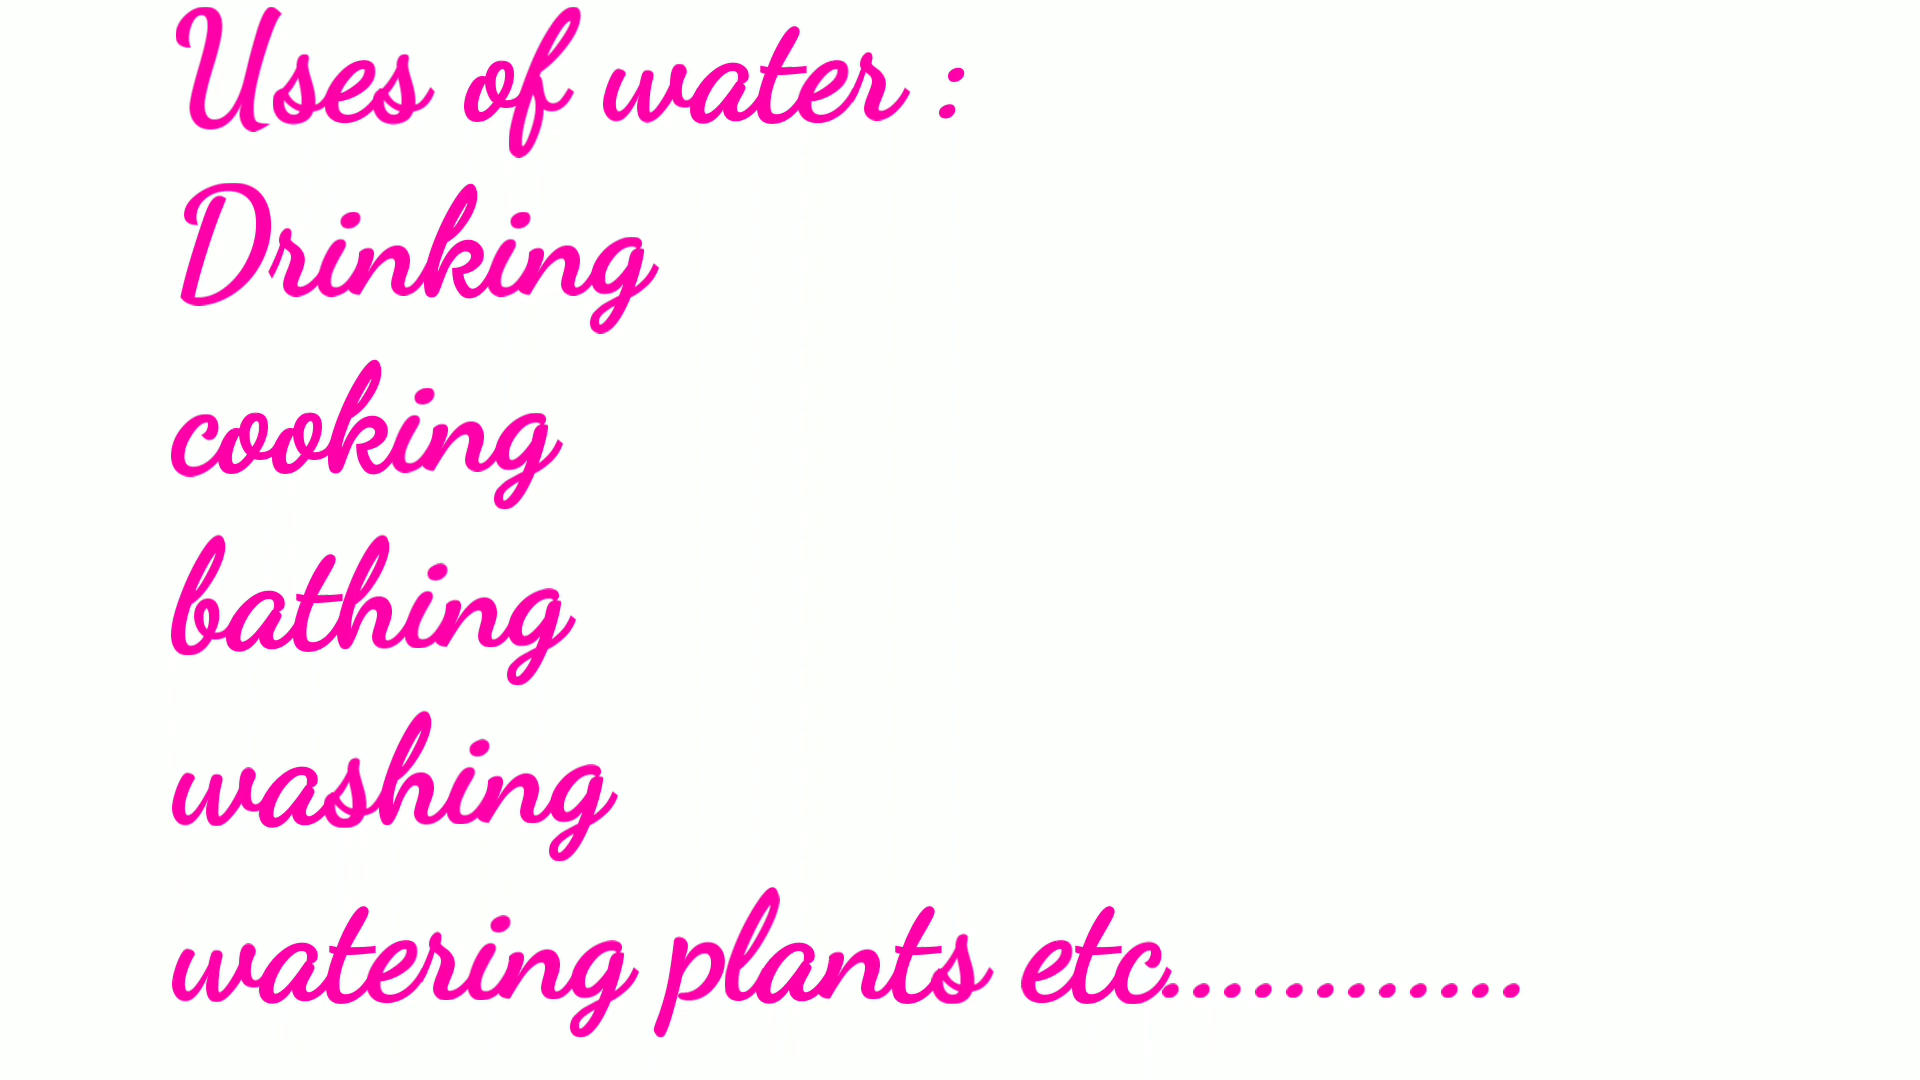 Uses of water :
Drinking
cooking
bathing
washing
watering plants etc............